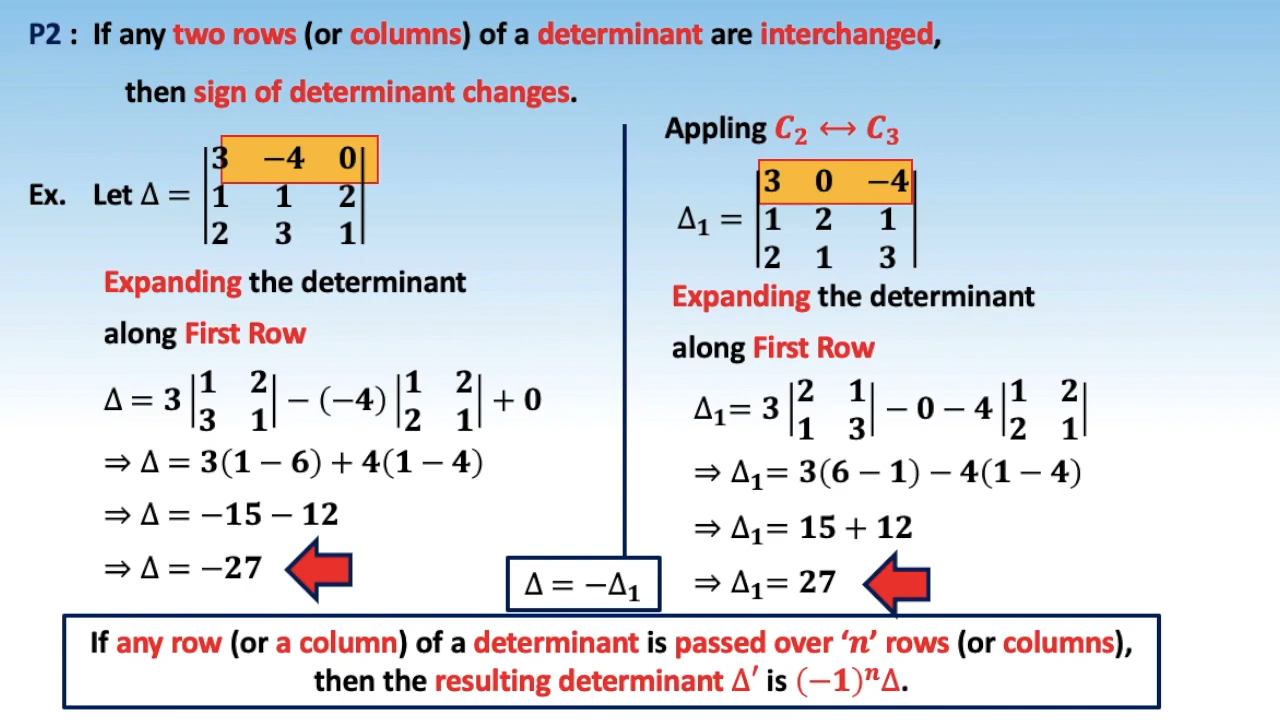 P2 : If any two rows (or columns) of a determinant are interchanged,
then sign of determinant changes.
Ex. Let Δ = |3 −4 0|
|1 1 2|
|2 3 1|
Expanding the determinant
along First Row
Δ = 3 |1 2; 3 1| − (−4) |1 2; 2 1| + 0
⇒ Δ = 3(1 − 6) + 4(1 − 4)
⇒ Δ = −15 − 12
⇒ Δ = −27
Appling C₂ ↔ C₃
Δ₁ = |3 0 −4|
|1 2 1|
|2 1 3|
Expanding the determinant
along First Row
Δ₁= 3 |2 1; 1 3| − 0 − 4 |1 2; 2 1|
⇒ Δ₁= 3(6 − 1) − 4(1 − 4)
⇒ Δ₁= 15 + 12
⇒ Δ₁= 27
Δ = −Δ₁
If any row (or a column) of a determinant is passed over ‘n’ rows (or columns),
then the resulting determinant Δ′ is (−1)ⁿΔ.